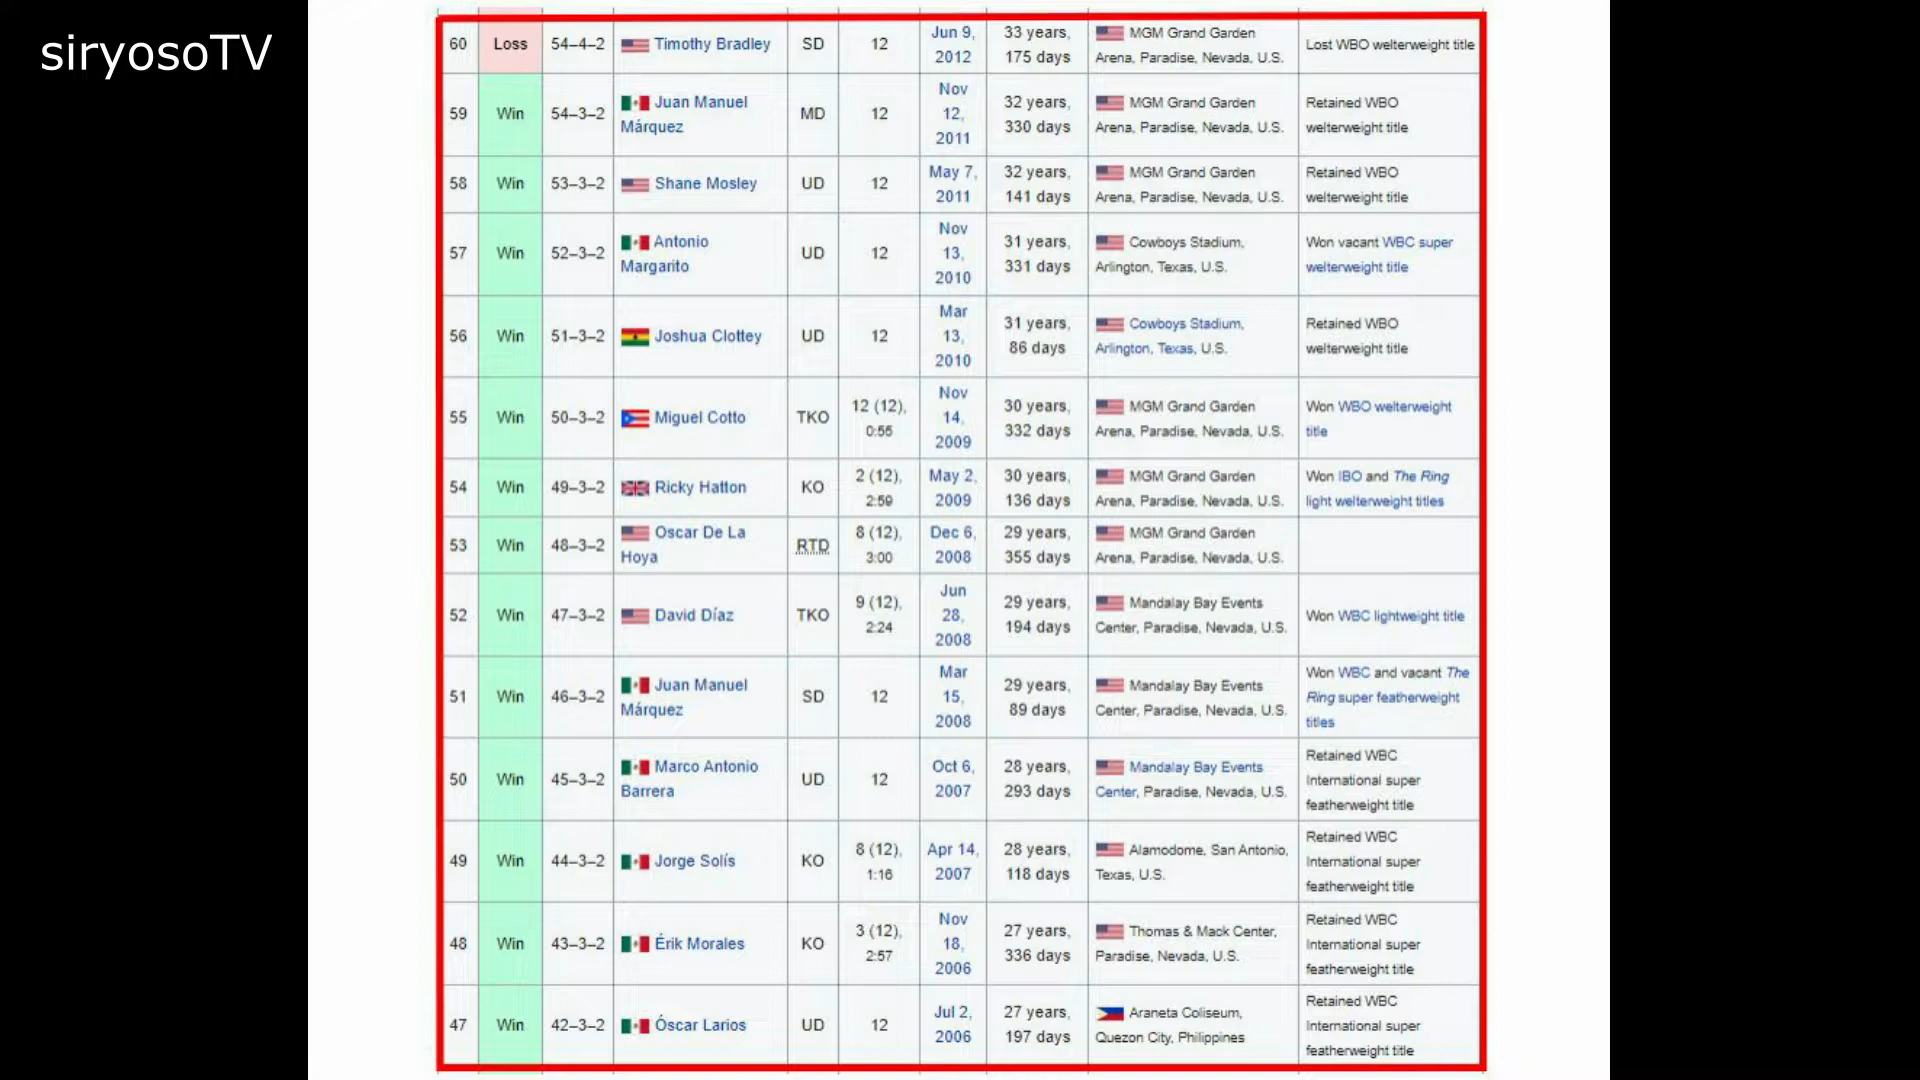 siryosoTV
60 Loss 54–4–2 Timothy Bradley SD 12 Jun 9, 2012 33 years, 175 days MGM Grand Garden Arena, Paradise, Nevada, U.S. Lost WBO welterweight title
59 Win 54–3–2 Juan Manuel Márquez MD 12 Nov 12, 2011 32 years, 330 days MGM Grand Garden Arena, Paradise, Nevada, U.S. Retained WBO welterweight title
58 Win 53–3–2 Shane Mosley UD 12 May 7, 2011 32 years, 141 days MGM Grand Garden Arena, Paradise, Nevada, U.S. Retained WBO welterweight title
57 Win 52–3–2 Antonio Margarito UD 12 Nov 13, 2010 31 years, 331 days Cowboys Stadium, Arlington, Texas, U.S. Won vacant WBC super welterweight title
56 Win 51–3–2 Joshua Clottey UD 12 Mar 13, 2010 31 years, 86 days Cowboys Stadium, Arlington, Texas, U.S. Retained WBO welterweight title
55 Win 50–3–2 Miguel Cotto TKO 12 (12), 0:55 Nov 14, 2009 30 years, 332 days MGM Grand Garden Arena, Paradise, Nevada, U.S. Won WBO welterweight title
54 Win 49–3–2 Ricky Hatton KO 2 (12), 2:59 May 2, 2009 30 years, 136 days MGM Grand Garden Arena, Paradise, Nevada, U.S. Won IBO and The Ring light welterweight titles
53 Win 48–3–2 Oscar De La Hoya RTD 8 (12), 3:00 Dec 6, 2008 29 years, 355 days MGM Grand Garden Arena, Paradise, Nevada, U.S.
52 Win 47–3–2 David Díaz TKO 9 (12), 2:24 Jun 28, 2008 29 years, 194 days Mandalay Bay Events Center, Paradise, Nevada, U.S. Won WBC lightweight title
51 Win 46–3–2 Juan Manuel Márquez SD 12 Mar 15, 2008 29 years, 89 days Mandalay Bay Events Center, Paradise, Nevada, U.S. Won WBC and vacant The Ring super featherweight titles
50 Win 45–3–2 Marco Antonio Barrera UD 12 Oct 6, 2007 28 years, 293 days Mandalay Bay Events Center, Paradise, Nevada, U.S. Retained WBC International super featherweight title
49 Win 44–3–2 Jorge Solís KO 8 (12), 1:16 Apr 14, 2007 28 years, 118 days Alamodome, San Antonio, Texas, U.S. Retained WBC International super featherweight title
48 Win 43–3–2 Érik Morales KO 3 (12), 2:57 Nov 18, 2006 27 years, 336 days Thomas & Mack Center, Paradise, Nevada, U.S. Retained WBC International super featherweight title
47 Win 42–3–2 Óscar Larios UD 12 Jul 2, 2006 27 years, 197 days Araneta Coliseum, Quezon City, Philippines Retained WBC International super featherweight title